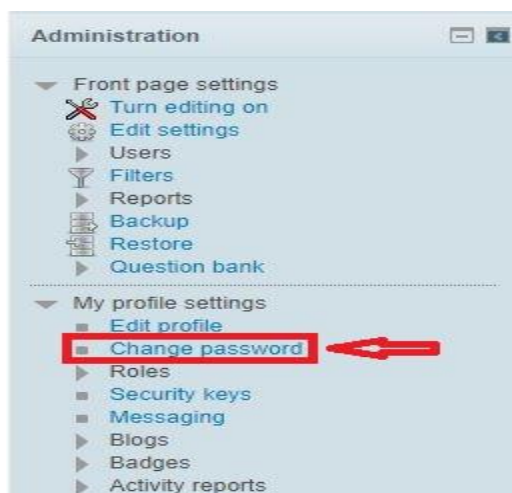 Administration
Front page settings
Turn editing on
Edit settings
Users
Filters
Reports
Backup
Restore
Question bank
My profile settings
Edit profile
Change password
Roles
Security keys
Messaging
Blogs
Badges
Activity reports